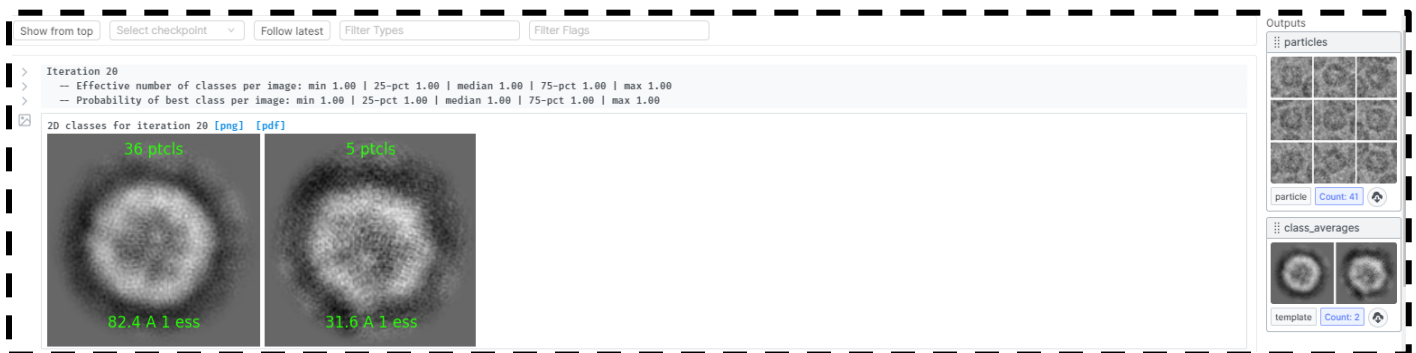 Show from top
Select checkpoint
Follow latest
Filter Types
Filter Flags
Iteration 20
-- Effective number of classes per image: min 1.00 | 25-pct 1.00 | median 1.00 | 75-pct 1.00 | max 1.00
-- Probability of best class per image: min 1.00 | 25-pct 1.00 | median 1.00 | 75-pct 1.00 | max 1.00
2D classes for iteration 20 [png] [pdf]
36 ptcls
5 ptcls
82.4 A 1 ess
31.6 A 1 ess
Outputs
particles
particle
Count: 41
class_averages
template
Count: 2